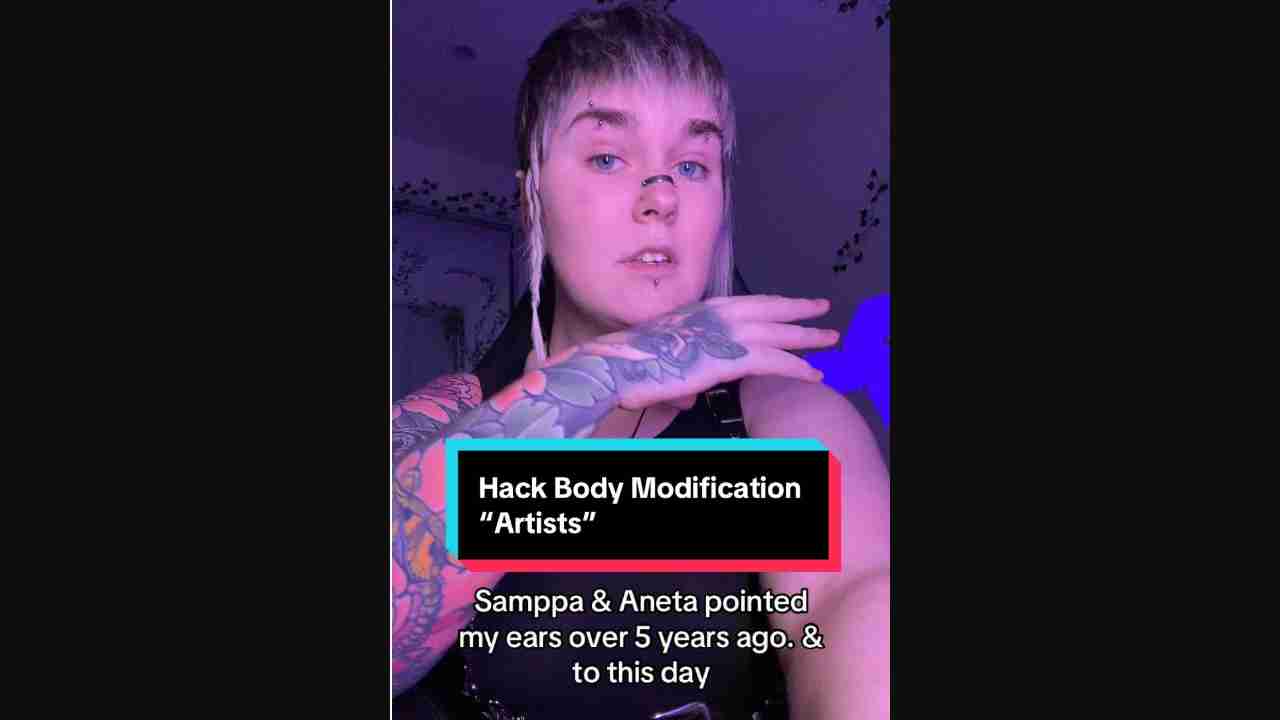 Hack Body Modification
“Artists”
Samppa & Aneta pointed
my ears over 5 years ago. &
to this day